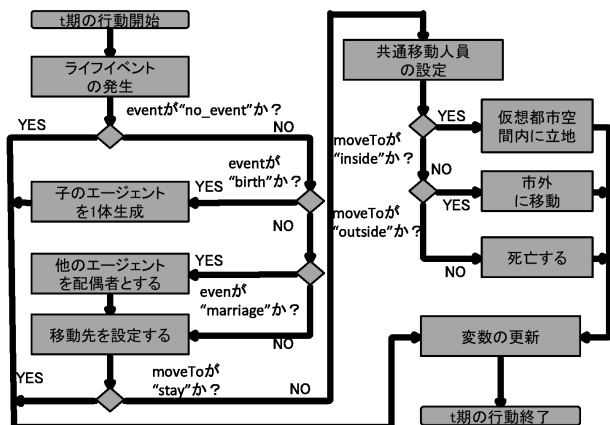 t期の行動開始
ライフイベント
の発生
eventが“no_event”か？
YES
NO
eventが
“birth”か？
子のエージェント
を1体生成
YES
NO
他のエージェント
を配偶者とする
YES
evenが
“marriage”か？
移動先を設定する
NO
moveToが
“stay”か？
YES
NO
共通移動人員
の設定
YES
仮想都市空
間内に立地
moveToが
“inside”か？
NO
市外
に移動
YES
moveToが
“outside”か？
NO
死亡する
変数の更新
t期の行動終了